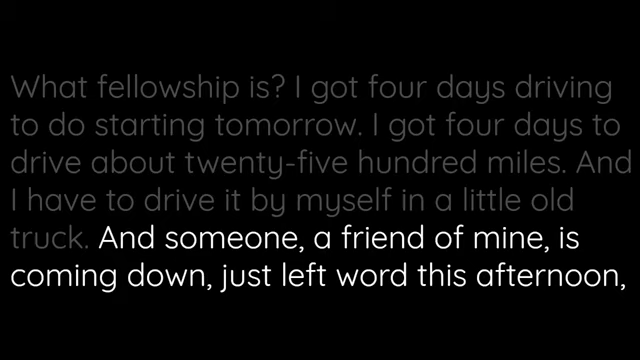 What fellowship is? I got four days driving
to do starting tomorrow. I got four days to
drive about twenty-five hundred miles. And
I have to drive it by myself in a little old
truck. And someone, a friend of mine, is
coming down, just left word this afternoon,